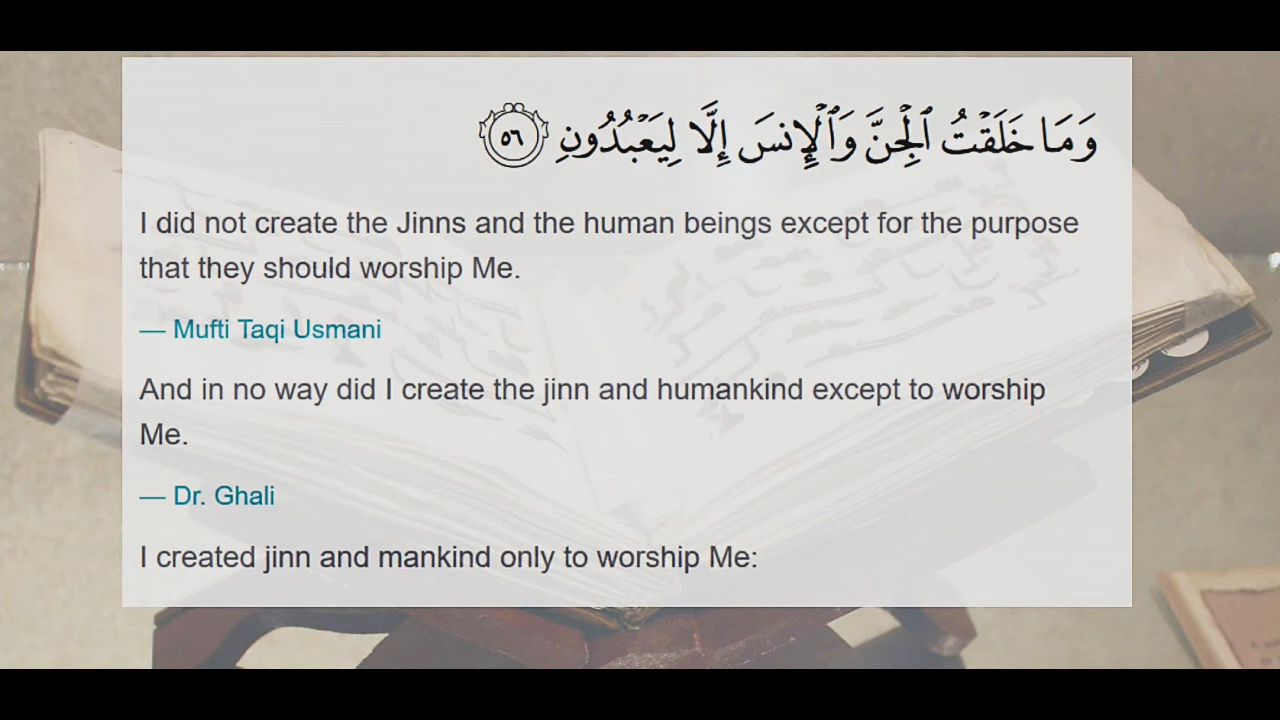 وَمَا خَلَقْتُ ٱلْجِنَّ وَٱلْإِنسَ إِلَّا لِيَعْبُدُونِ ٥٦
I did not create the Jinns and the human beings except for the purpose
that they should worship Me.
— Mufti Taqi Usmani
And in no way did I create the jinn and humankind except to worship
Me.
— Dr. Ghali
I created jinn and mankind only to worship Me: